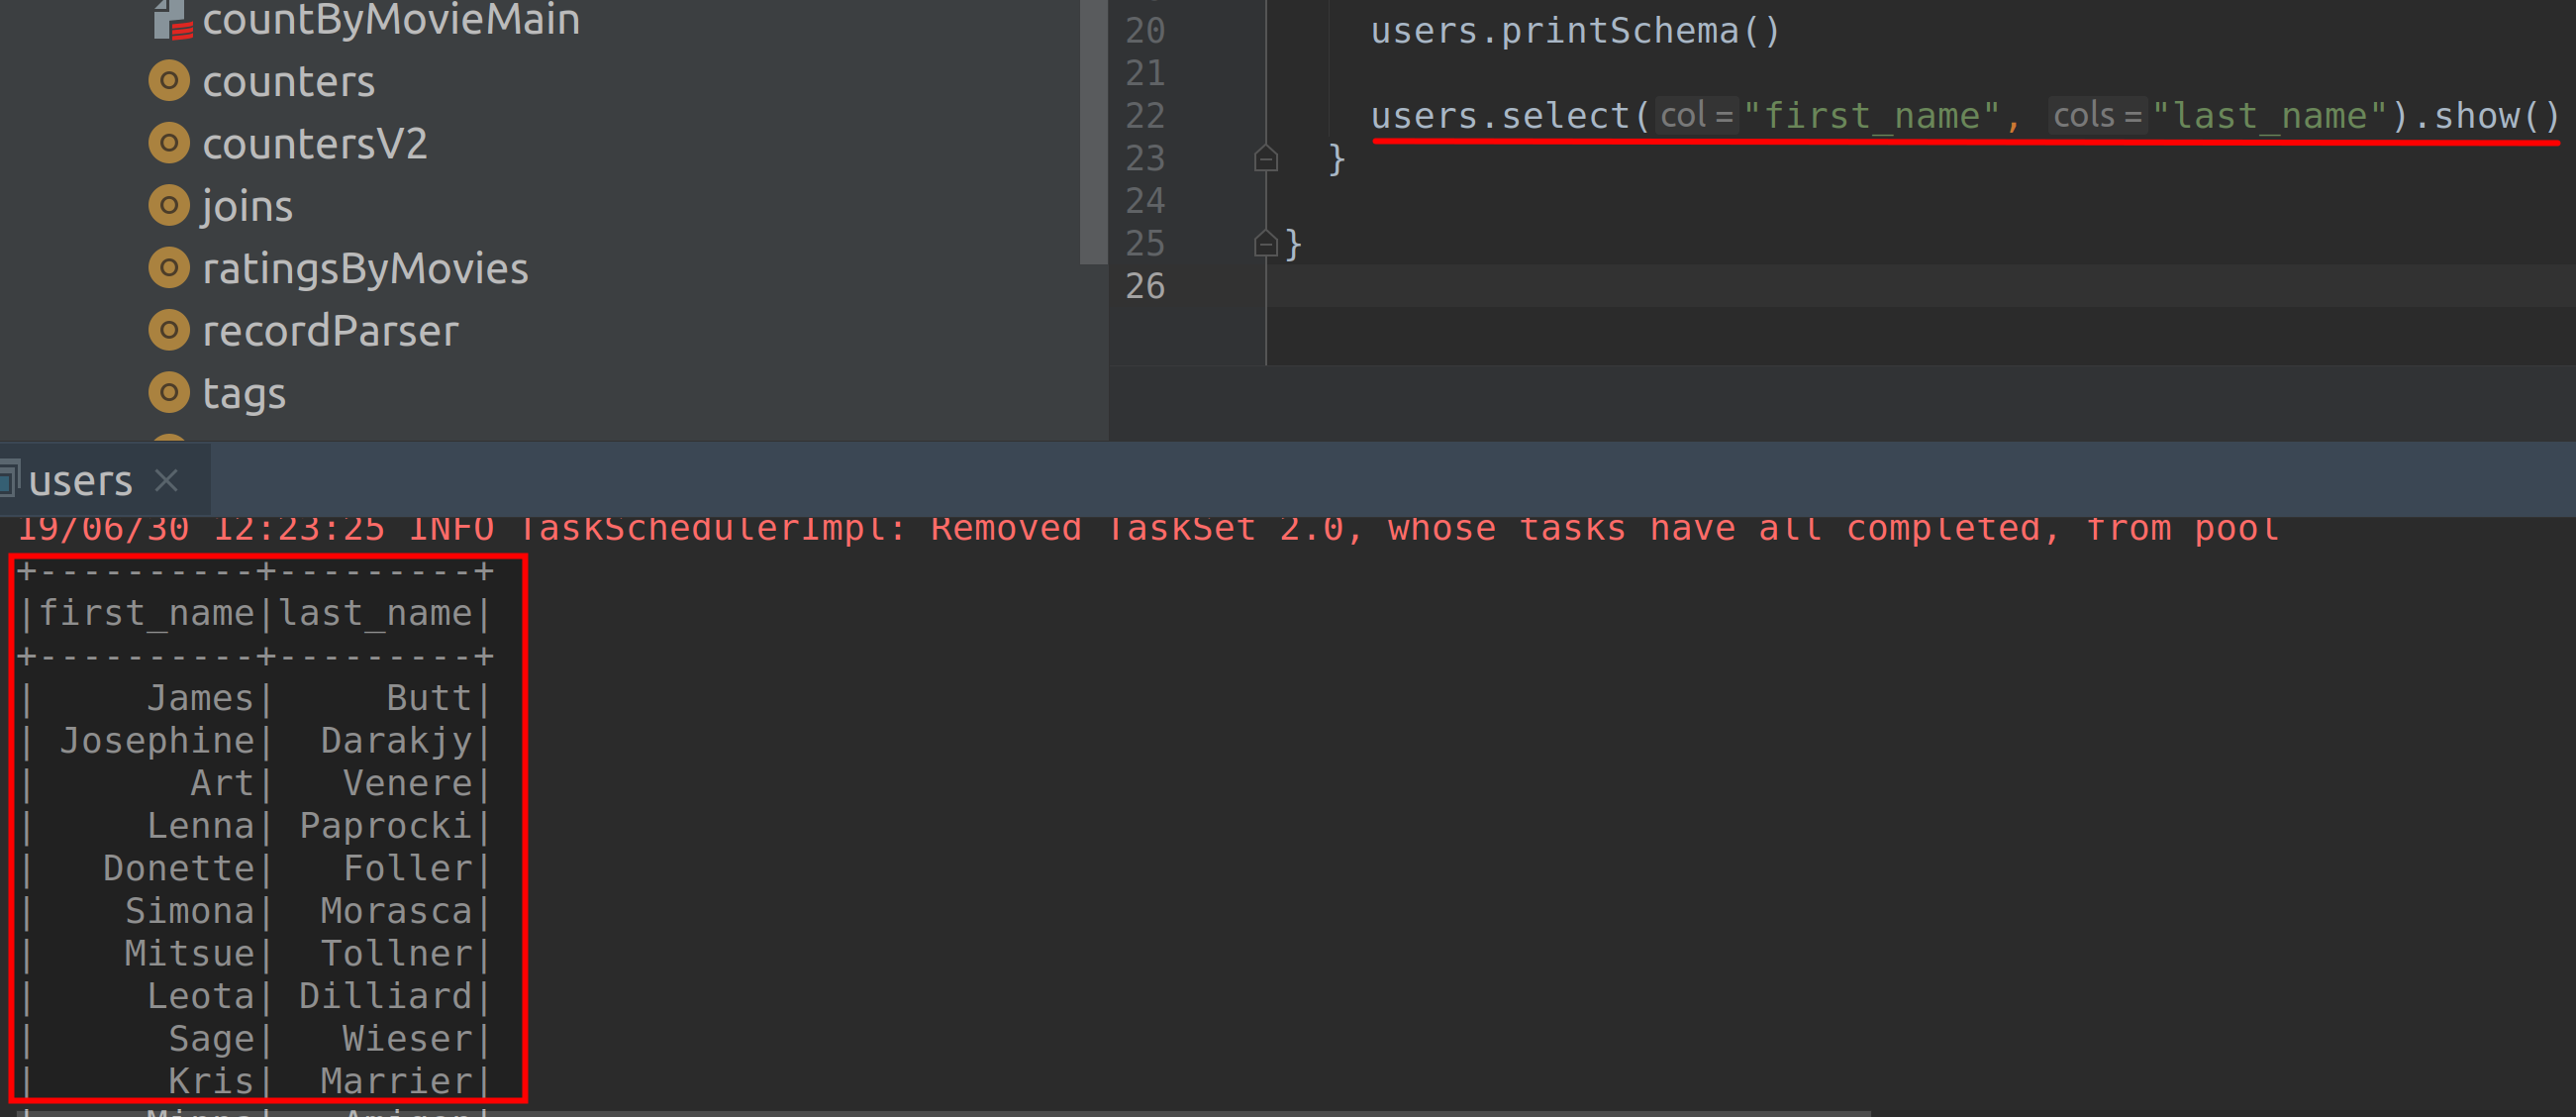 countByMovieMain
counters
countersV2
joins
ratingsByMovies
recordParser
tags
20 users.printSchema()
21
22 users.select( col = "first_name", cols = "last_name").show()
23 }
24
25 }
26
users
19/06/30 12:23:25 INFO TaskSchedulerImpl: Removed TaskSet 2.0, whose tasks have all completed, from pool
+----------+---------+
|first_name|last_name|
+----------+---------+
|     James|     Butt|
| Josephine|  Darakjy|
|       Art|   Venere|
|     Lenna| Paprocki|
|   Donette|   Foller|
|    Simona|  Morasca|
|    Mitsue|  Tollner|
|     Leota| Dilliard|
|      Sage|   Wieser|
|      Kris|  Marrier|